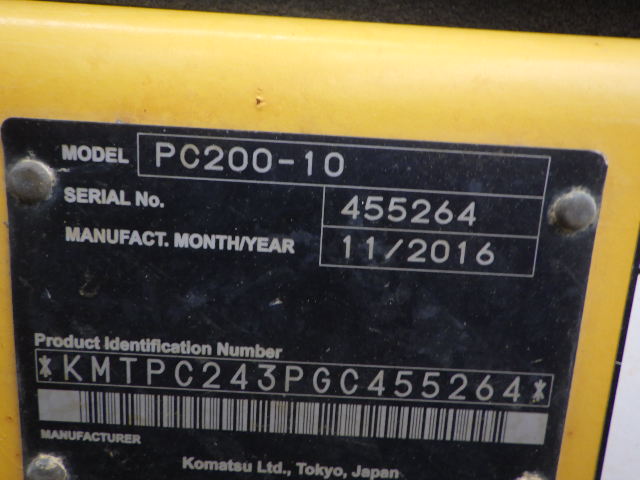 MODEL PC200-10
SERIAL No. 455264
MANUFACT. MONTH/YEAR 11/2016
Product Identification Number
*KMTPC243PGC455264*
MANUFACTURER
Komatsu Ltd., Tokyo, Japan